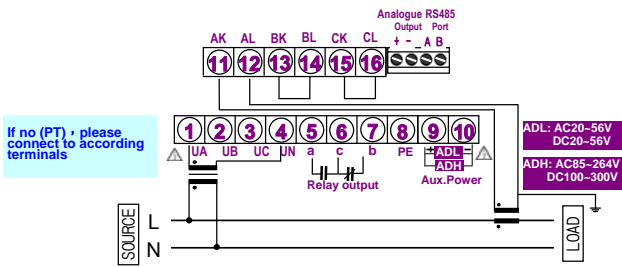 Analogue RS485
Output Port
+ - A B
AK AL BK BL CK CL
11 12 13 14 15 16
If no (PT)，please
connect to according
terminals
1 2 3 4 5 6 7 8 9 10
UA UB UC UN a c b PE + ADL -
ADH
Relay output
Aux.Power
ADL: AC20~56V
DC20~56V
ADH: AC85~264V
DC100~300V
SOURCE
L
N
LOAD